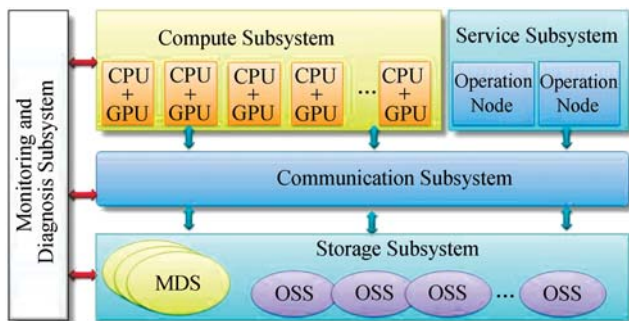 Monitoring and
Diagnosis Subsystem
Compute Subsystem
CPU
+
GPU
CPU
+
GPU
CPU
+
GPU
CPU
+
GPU
...
CPU
+
GPU
Service Subsystem
Operation
Node
Operation
Node
Communication Subsystem
Storage Subsystem
MDS
OSS
OSS
OSS
...
OSS